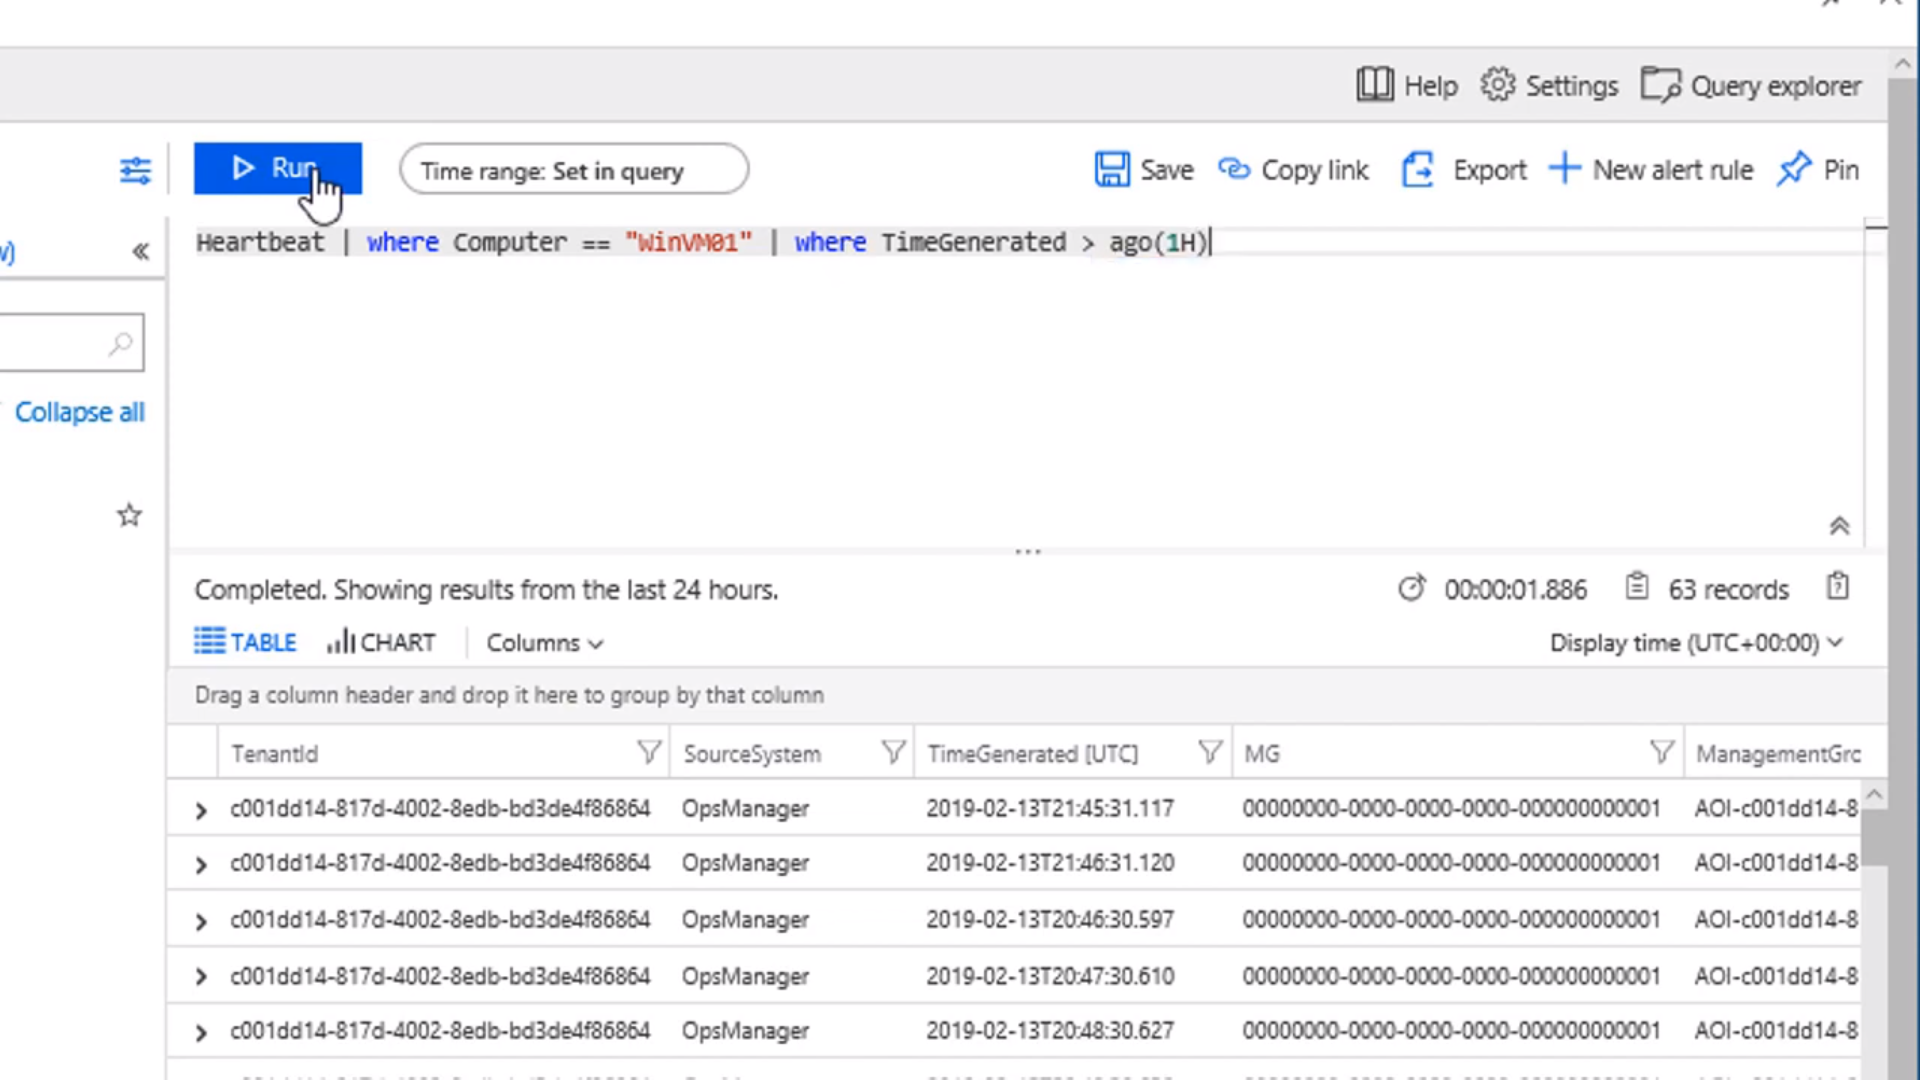 Help Settings Query explorer
Run Time range: Set in query Save Copy link Export New alert rule Pin
Heartbeat | where Computer == "WinVM01" | where TimeGenerated > ago(1H)
«
Collapse all
Completed. Showing results from the last 24 hours. 00:00:01.886 63 records
TABLE CHART Columns Display time (UTC+00:00)
Drag a column header and drop it here to group by that column
TenantId SourceSystem TimeGenerated [UTC] MG ManagementGrc
c001dd14-817d-4002-8edb-bd3de4f86864 OpsManager 2019-02-13T21:45:31.117 00000000-0000-0000-0000-000000000001 AOI-c001dd14-8
c001dd14-817d-4002-8edb-bd3de4f86864 OpsManager 2019-02-13T21:46:31.120 00000000-0000-0000-0000-000000000001 AOI-c001dd14-8
c001dd14-817d-4002-8edb-bd3de4f86864 OpsManager 2019-02-13T20:46:30.597 00000000-0000-0000-0000-000000000001 AOI-c001dd14-8
c001dd14-817d-4002-8edb-bd3de4f86864 OpsManager 2019-02-13T20:47:30.610 00000000-0000-0000-0000-000000000001 AOI-c001dd14-8
c001dd14-817d-4002-8edb-bd3de4f86864 OpsManager 2019-02-13T20:48:30.627 00000000-0000-0000-0000-000000000001 AOI-c001dd14-8